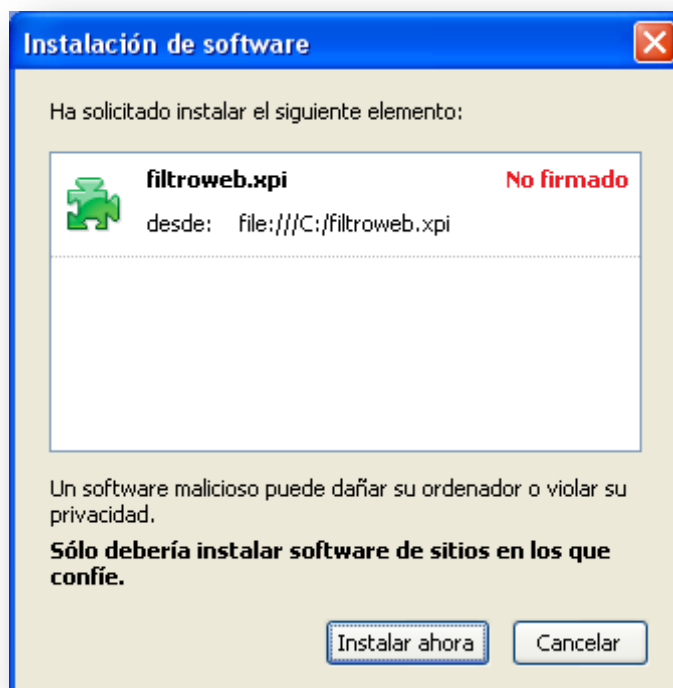 Instalación de software
Ha solicitado instalar el siguiente elemento:
filtroweb.xpi No firmado
desde: file:///C:/filtroweb.xpi
Un software malicioso puede dañar su ordenador o violar su
privacidad.
Sólo debería instalar software de sitios en los que
confíe.
Instalar ahora Cancelar